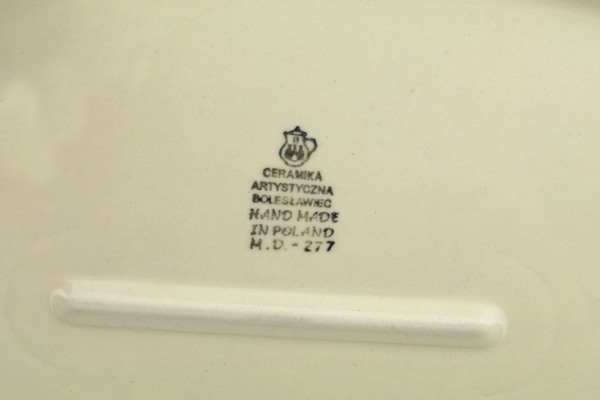 CERAMIKA
ARTYSTYCZNA
BOLESŁAWIEC
HAND MADE
IN POLAND
M.D.-277